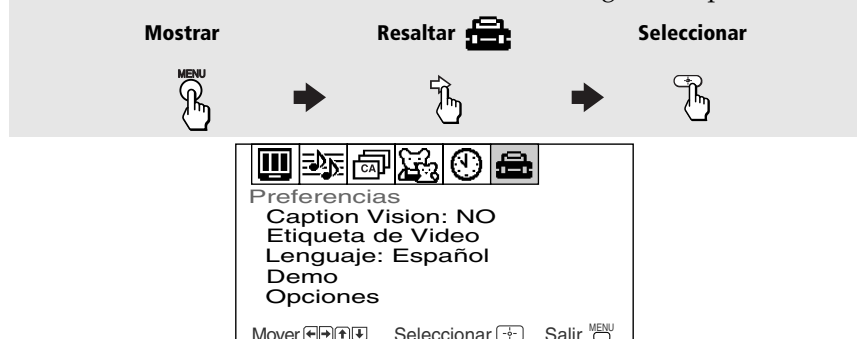 Mostrar Resaltar Seleccionar
MENU
CA
Preferencias
Caption Vision: NO
Etiqueta de Video
Lenguaje: Español
Demo
Opciones
Mover Seleccionar Salir MENU